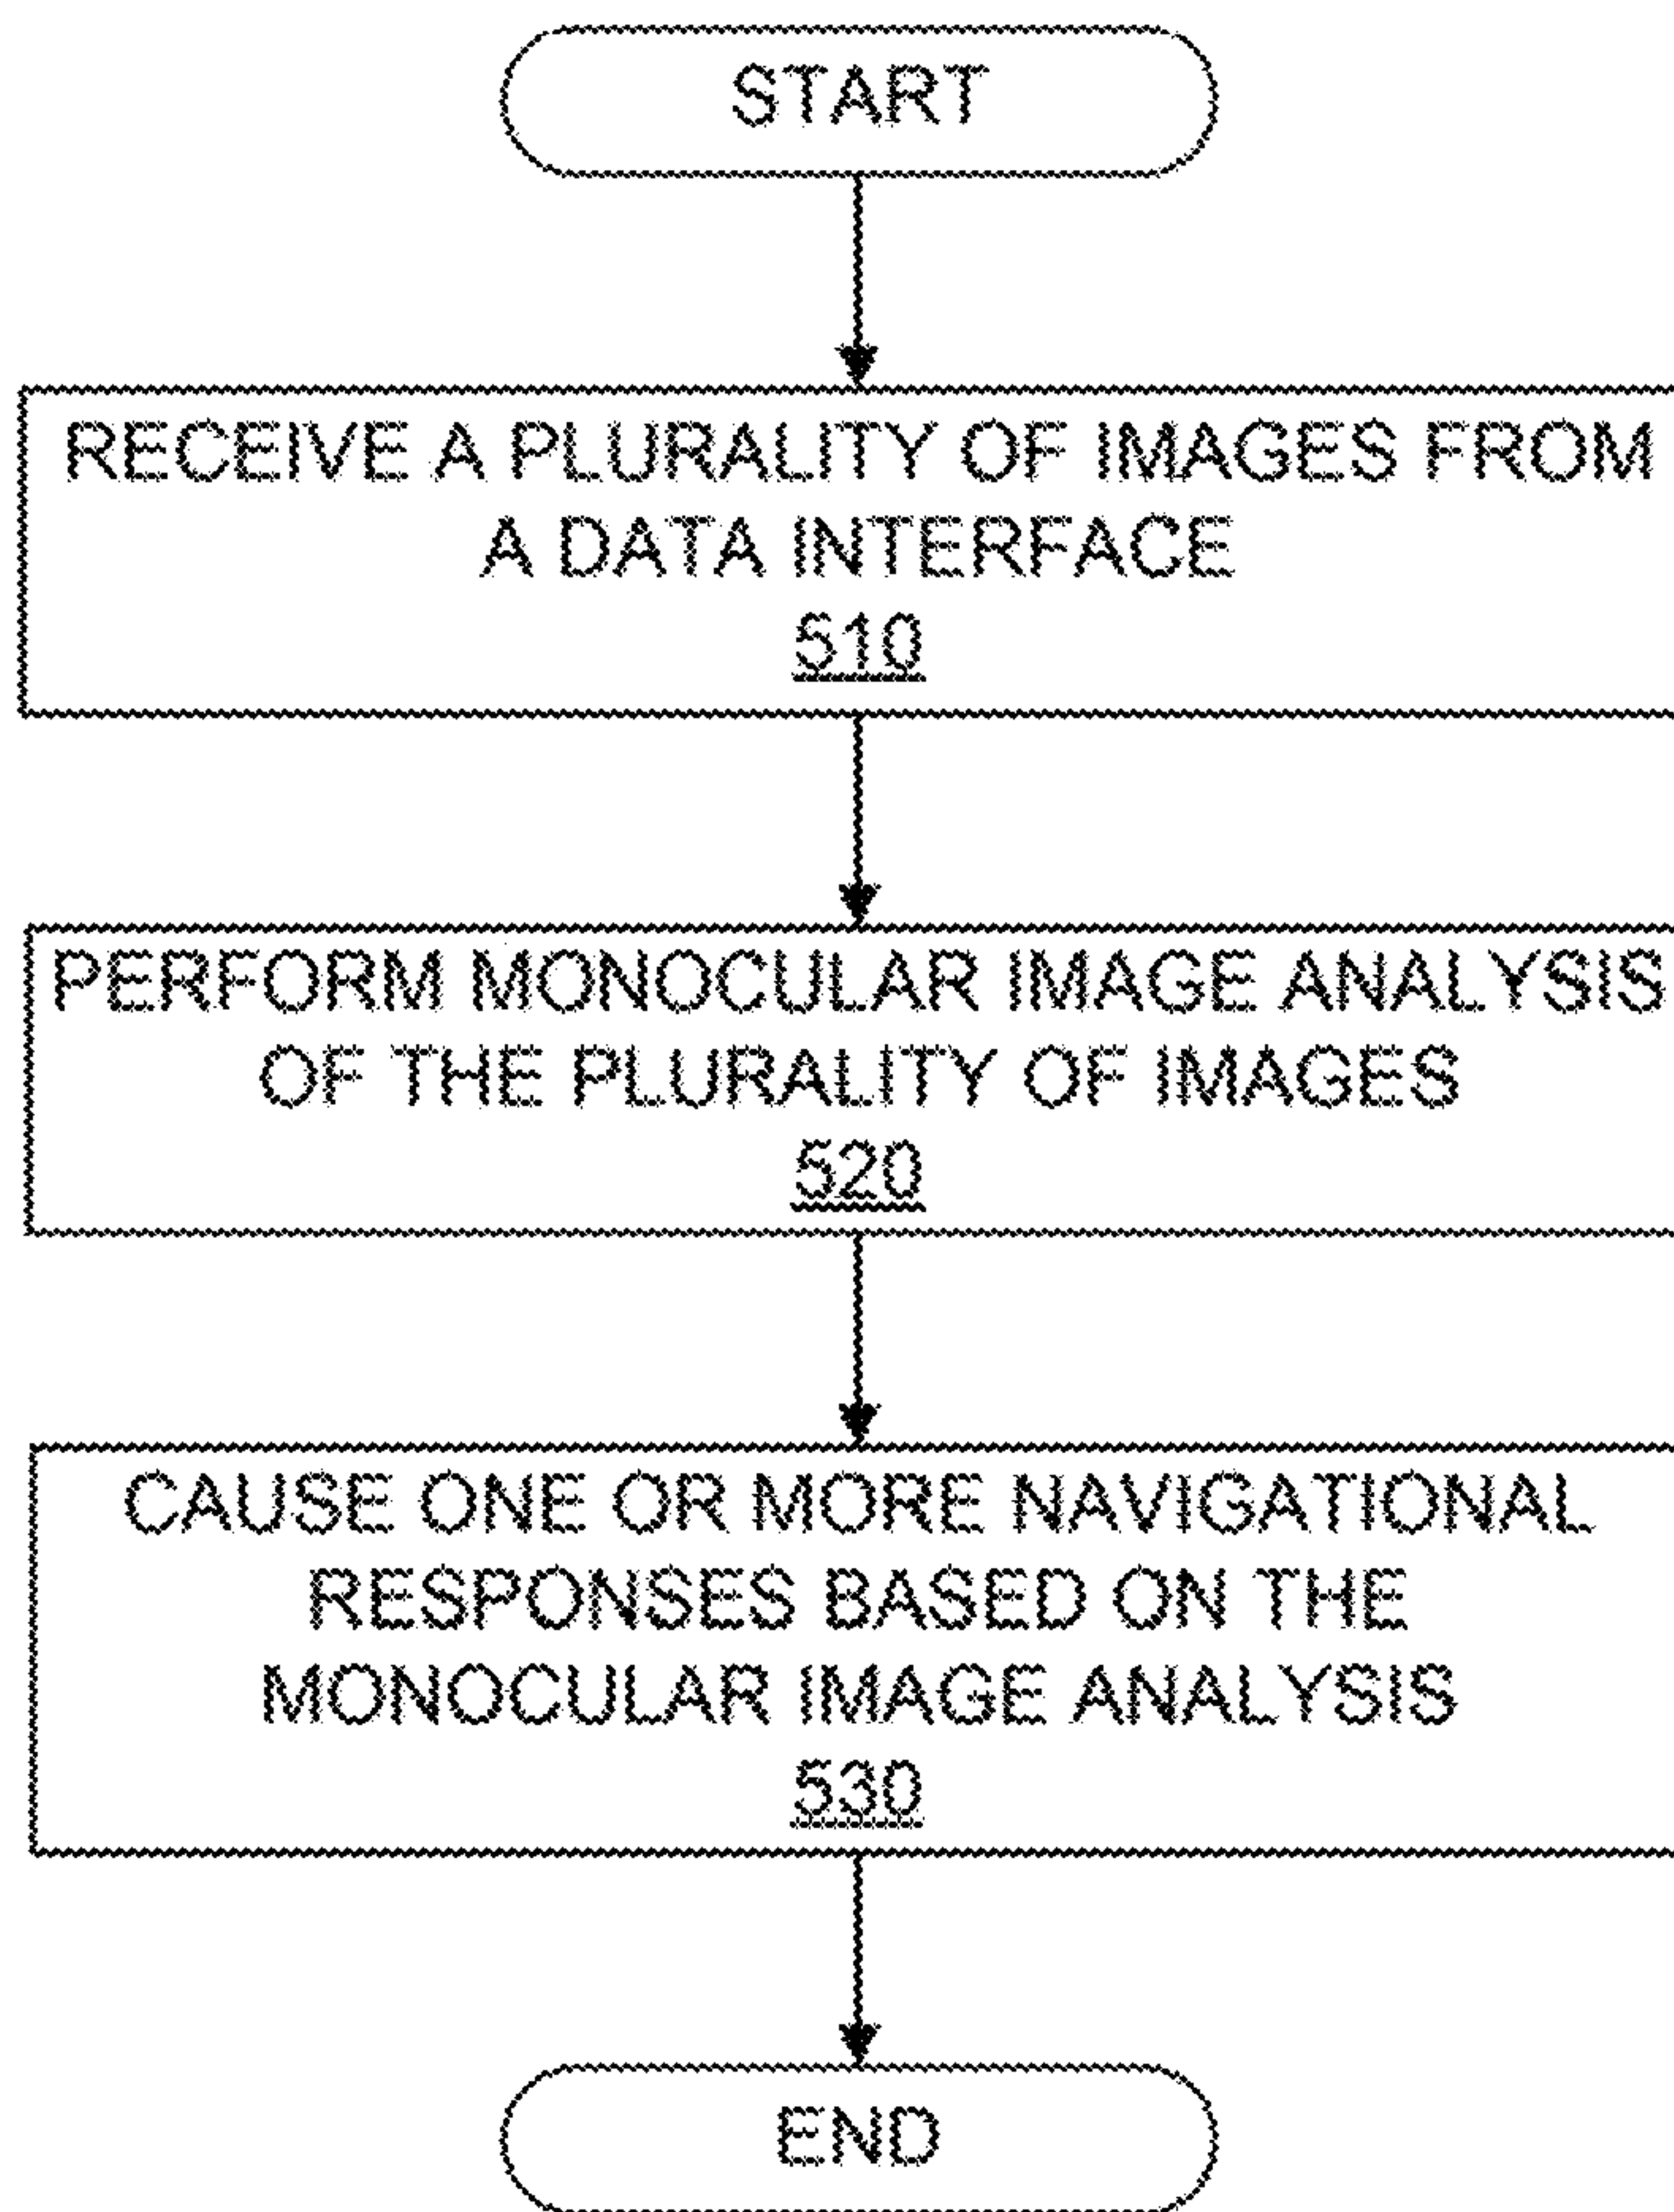 START
RECEIVE A PLURALITY OF IMAGES FROM
A DATA INTERFACE
510
PERFORM MONOCULAR IMAGE ANALYSIS
OF THE PLURALITY OF IMAGES
520
CAUSE ONE OR MORE NAVIGATIONAL
RESPONSES BASED ON THE
MONOCULAR IMAGE ANALYSIS
530
END